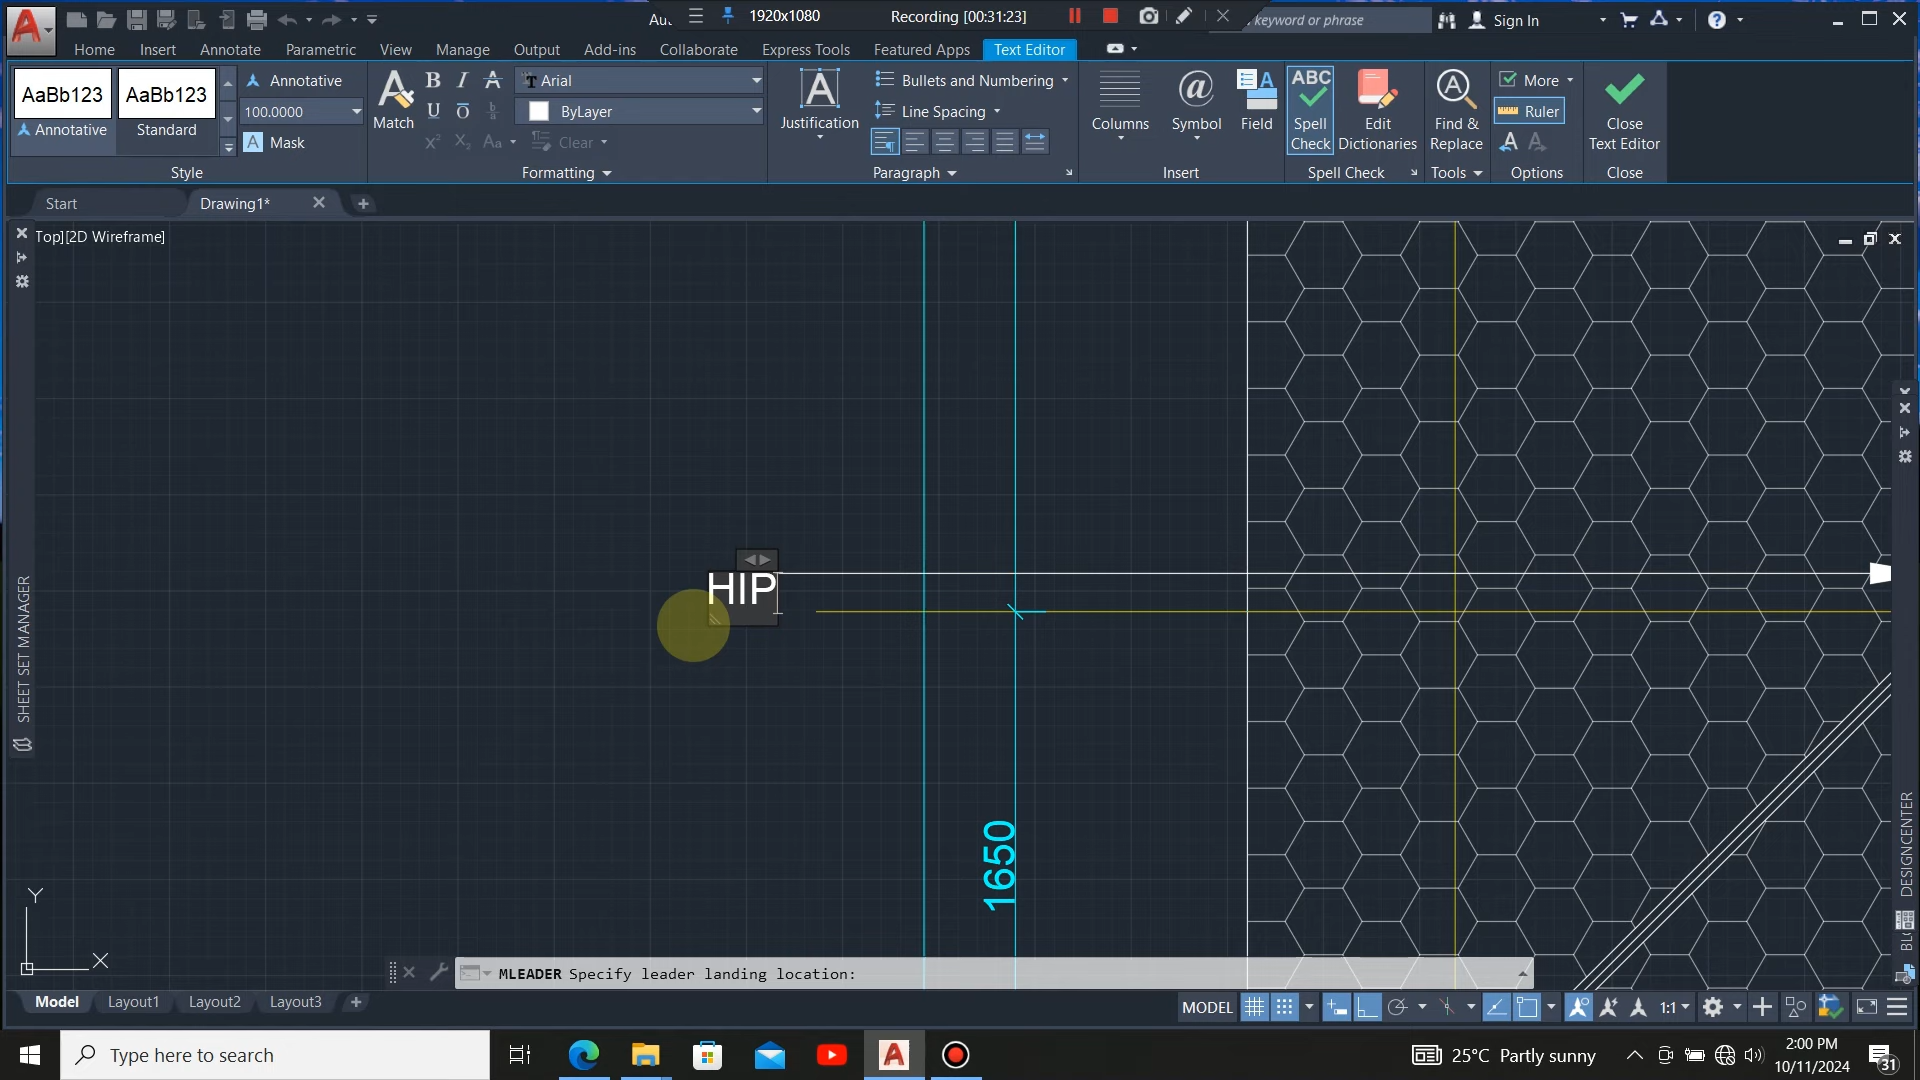 Aut
1920x1080
Recording [00:31:23]
keyword or phrase
Sign In
Home Insert Annotate Parametric View Manage Output Add-ins Collaborate Express Tools Featured Apps Text Editor
AaBb123
Annotative
AaBb123
Standard
Annotative
100.0000
Mask
Style
Match
B I A
U O
Arial
ByLayer
Clear
Formatting
Justification
Bullets and Numbering
Line Spacing
Paragraph
Columns
Symbol
Field
Insert
ABC
Spell
Check
Edit
Dictionaries
Spell Check
Find &
Replace
Tools
More
Ruler
Options
Close
Text Editor
Close
Start
Drawing1*
Top][2D Wireframe]
SHEET SET MANAGER
HIP
1650
DESIGNCENTER
BL
Y
X
MLEADER Specify leader landing location:
Model Layout1 Layout2 Layout3
MODEL
1:1
Type here to search
25°C Partly sunny
2:00 PM
10/11/2024
31